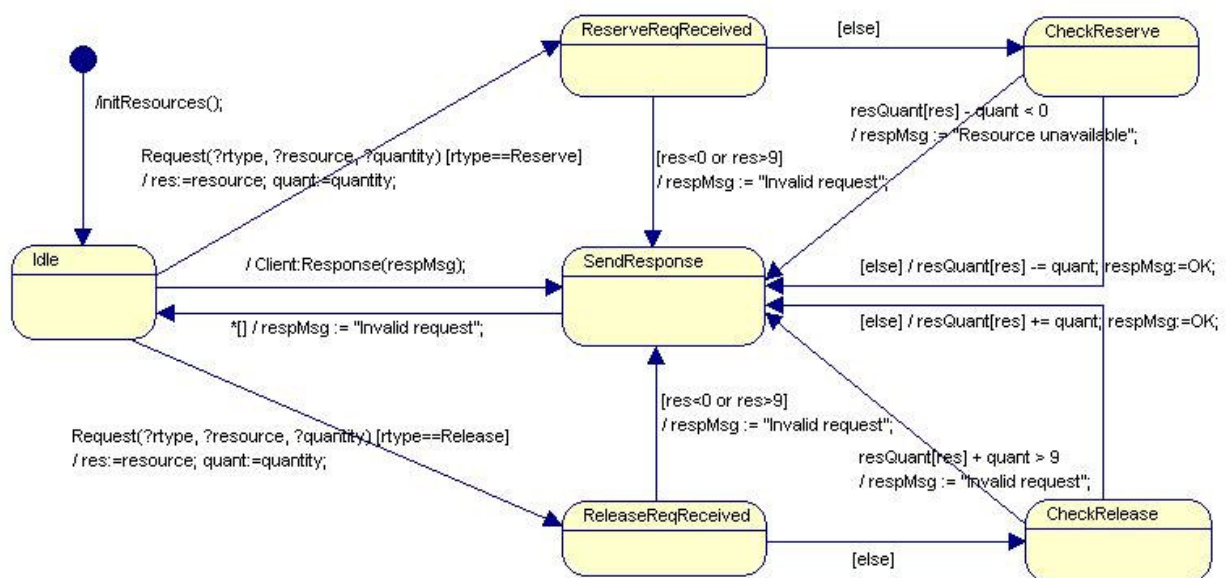 ReserveReqReceived
[else]
CheckReserve
/initResources();
resQuant[res] - quant < 0
/ respMsg := "Resource unavailable";
Request(?rtype, ?resource, ?quantity) [rtype==Reserve]
/ res:=resource; quant:=quantity;
[res<0 or res>9]
/ respMsg := "Invalid request";
Idle
/ Client:Response(respMsg);
SendResponse
[else] / resQuant[res] -= quant; respMsg:=OK;
*[] / respMsg := "Invalid request";
[else] / resQuant[res] += quant; respMsg:=OK;
[res<0 or res>9]
/ respMsg := "Invalid request";
Request(?rtype, ?resource, ?quantity) [rtype==Release]
/ res:=resource; quant:=quantity;
resQuant[res] + quant > 9
/ respMsg := "Invalid request";
ReleaseReqReceived
[else]
CheckRelease